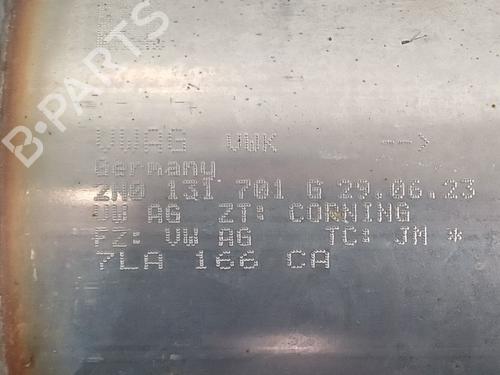 B-PARTS
VWAG VWK -->
Germany
2N0 131 701 G 29.06.23
VW AG ZT: CORNING
FZ: VW AG TC: JM *
7LA 166 CA